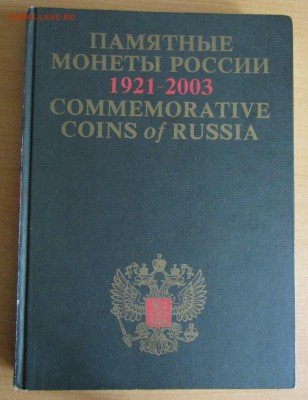 ПАМЯТНЫЕ
МОНЕТЫ РОССИИ
1921-2003
COMMEMORATIVE
COINS of RUSSIA